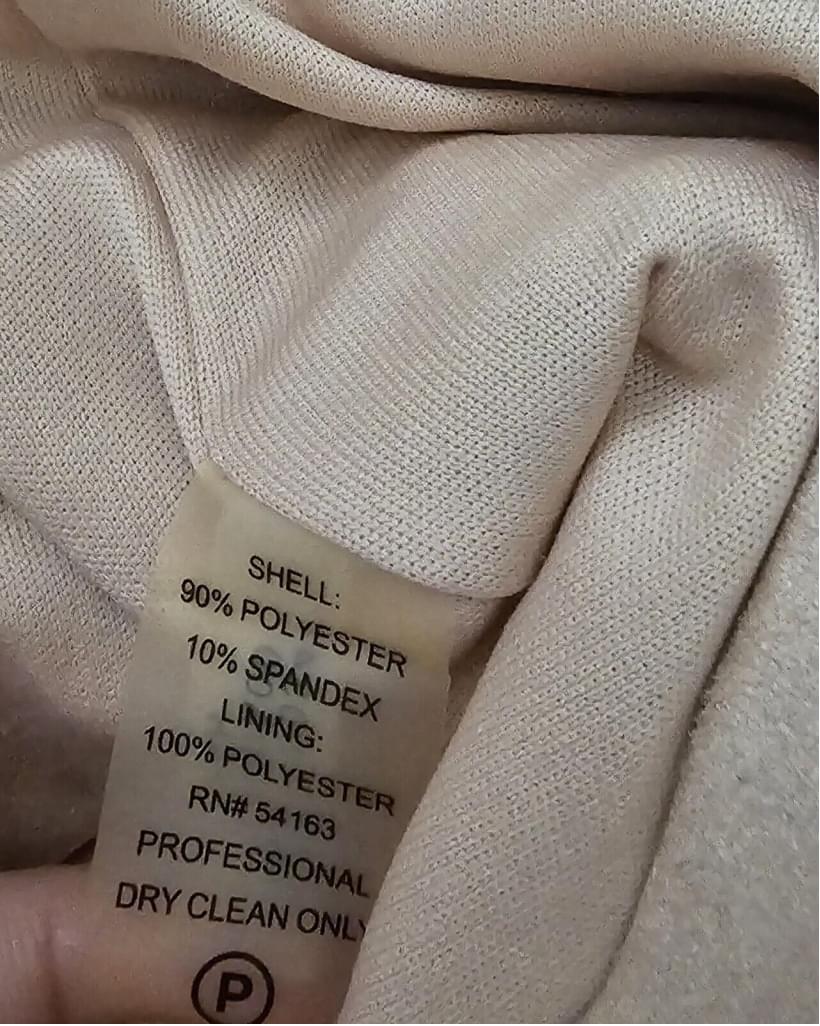 SHELL:
90% POLYESTER
10% SPANDEX
LINING:
100% POLYESTER
RN# 54163
PROFESSIONAL
DRY CLEAN ONLY
P